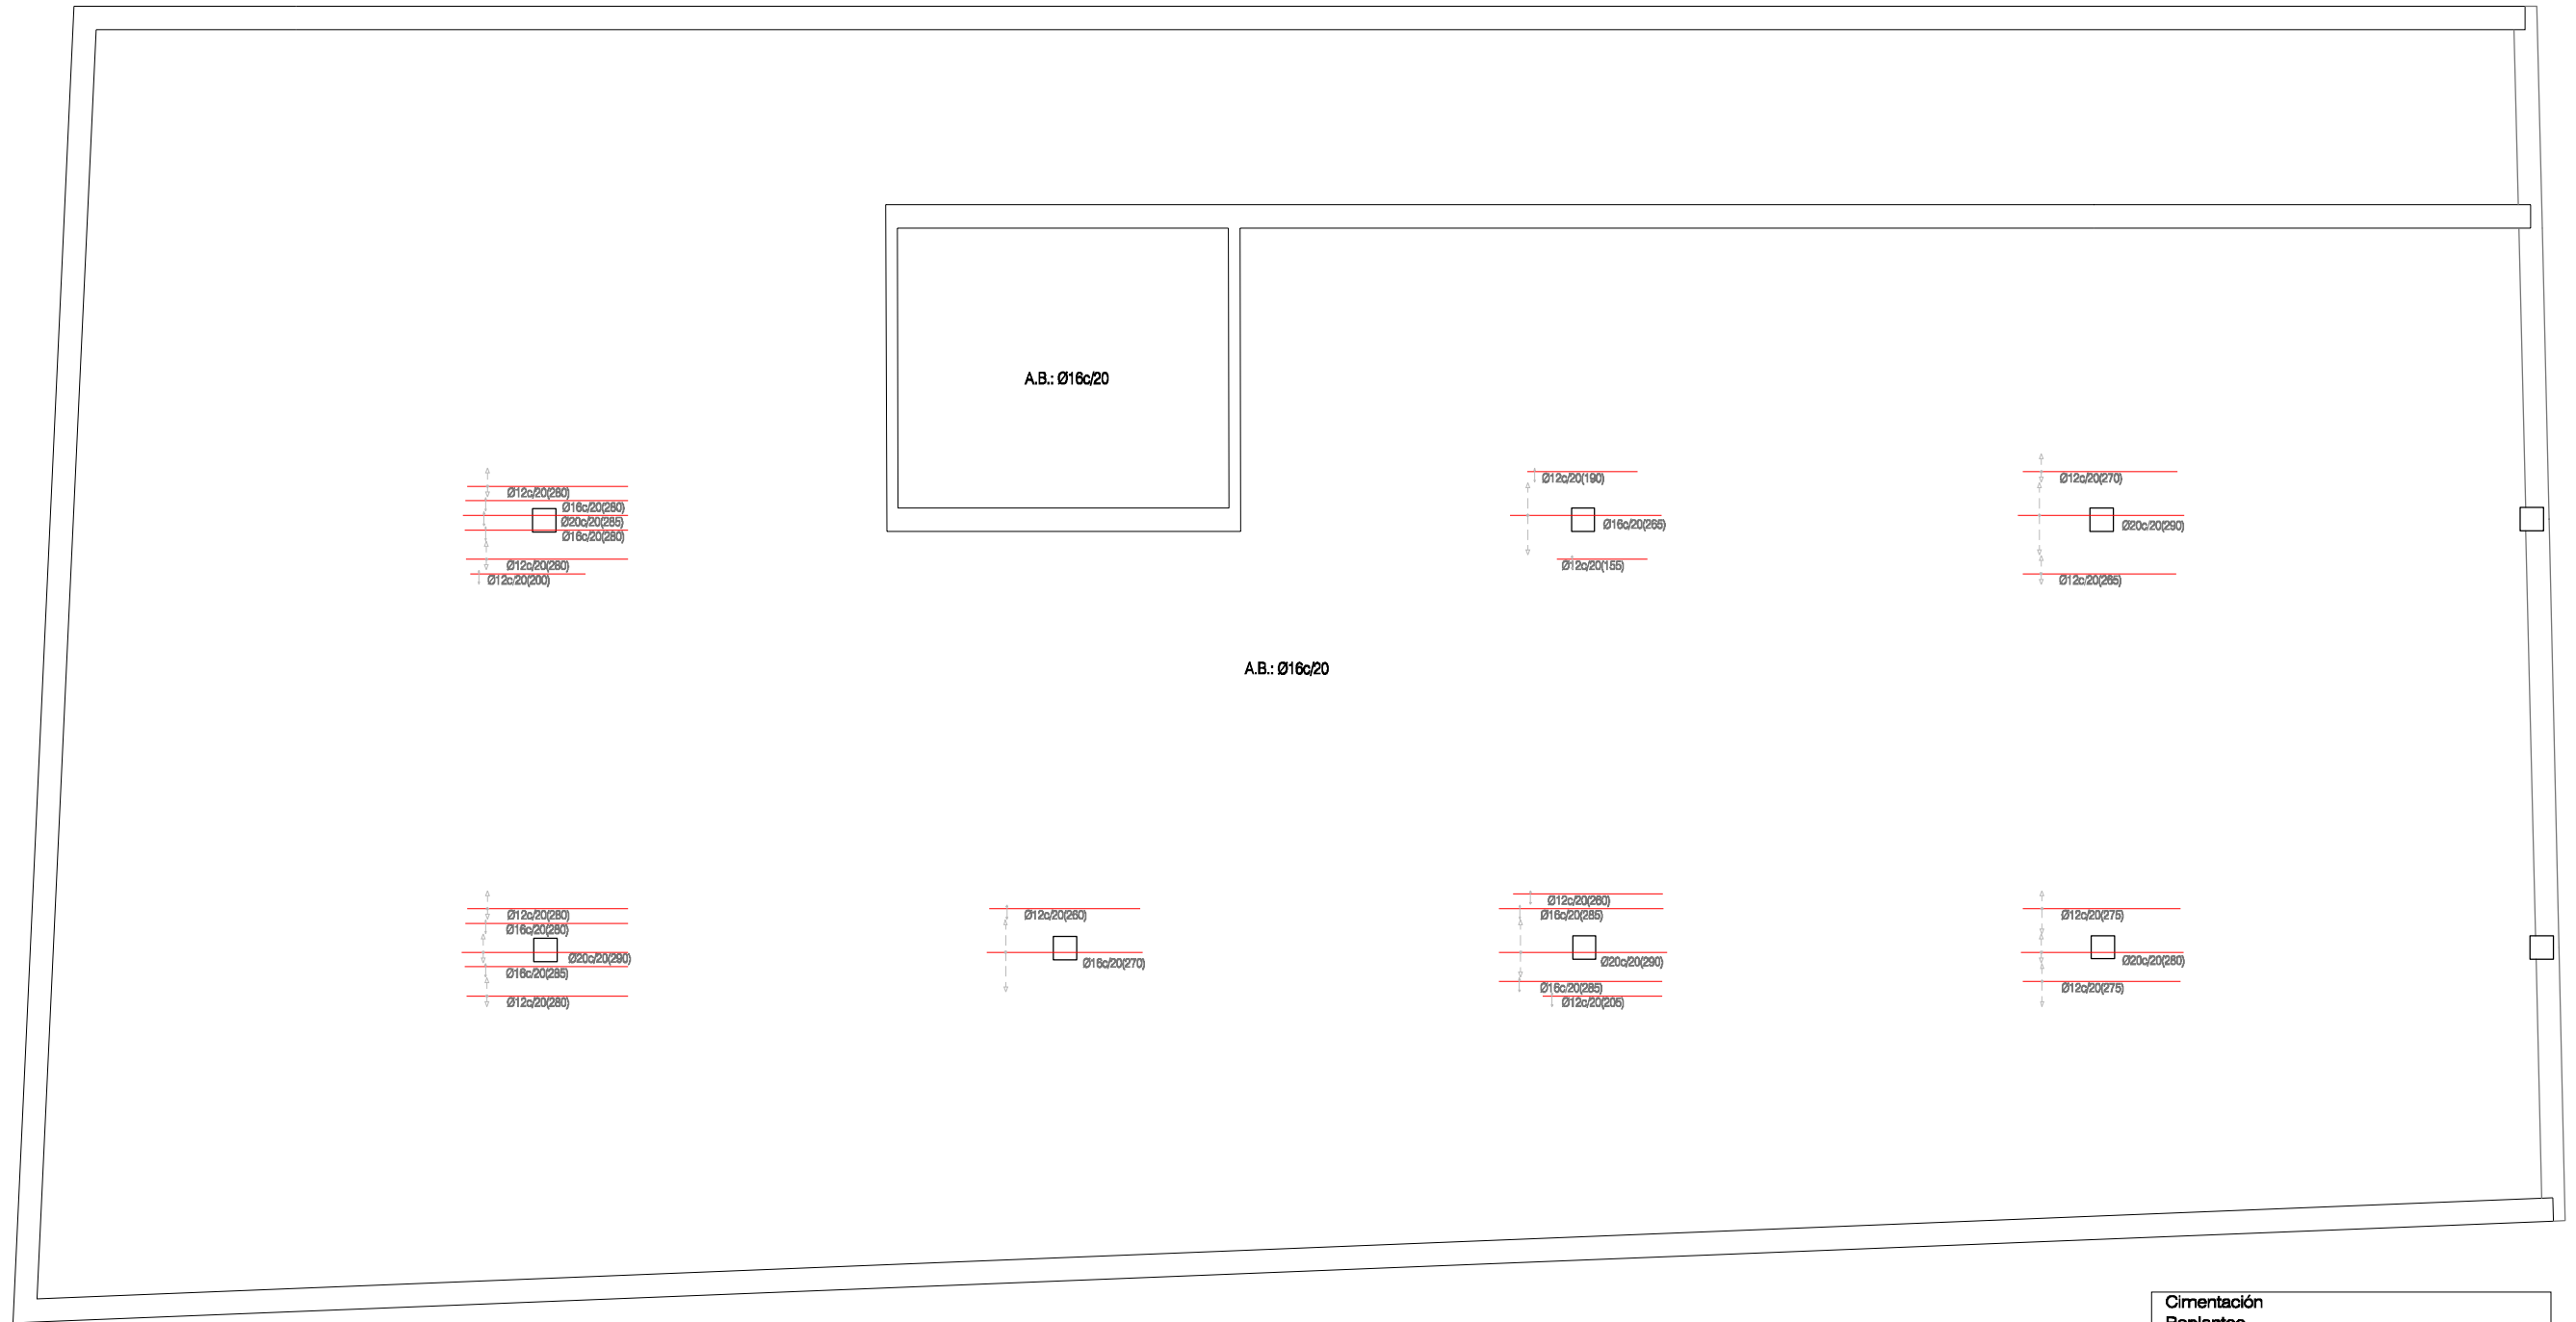 A.B.: Ø16c/20
Ø12c/20(280)
Ø16c/20(280)
Ø20c/20(285)
Ø16c/20(280)
Ø12c/20(280)
Ø12c/20(200)
Ø12c/20(190)
Ø16c/20(265)
Ø12c/20(155)
Ø12c/20(270)
Ø20c/20(290)
Ø12c/20(265)
A.B.: Ø16c/20
Ø12c/20(280)
Ø16c/20(280)
Ø20c/20(290)
Ø16c/20(285)
Ø12c/20(280)
Ø12c/20(260)
Ø16c/20(270)
Ø12c/20(260)
Ø16c/20(285)
Ø20c/20(290)
Ø16c/20(285)
Ø12c/20(205)
Ø12c/20(275)
Ø20c/20(280)
Ø12c/20(275)
Cimentación
Replanteo